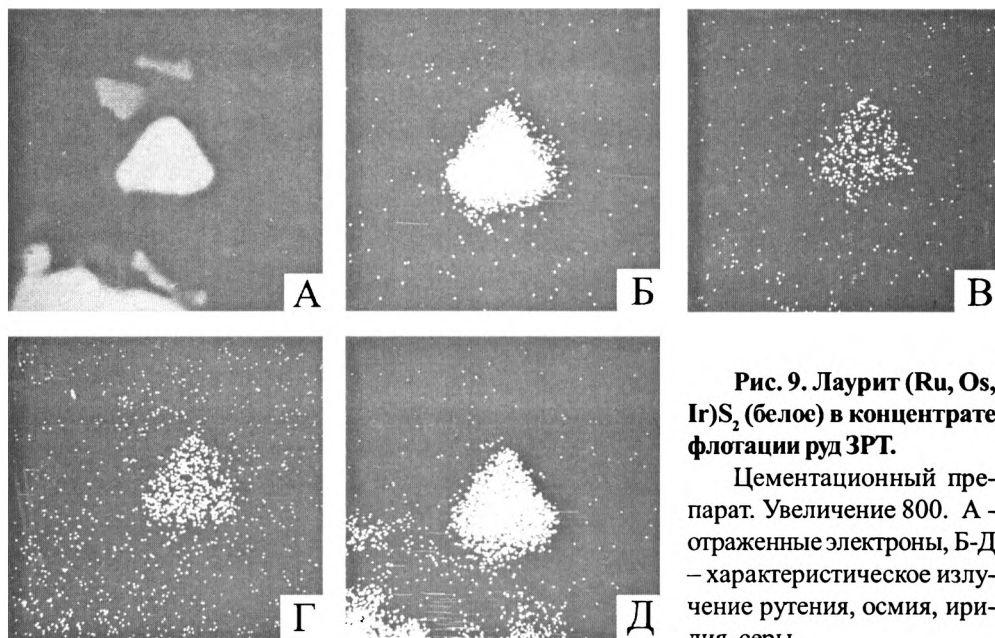 А
Б
В
Г
Д
Рис. 9. Лаурит (Ru, Os,
Ir)S₂ (белое) в концентрате
флотации руд ЗРТ.
Цементационный пре-
парат. Увеличение 800. А -
отраженные электроны, Б-Д
– характеристическое излу-
чение рутения, осмия, ири-